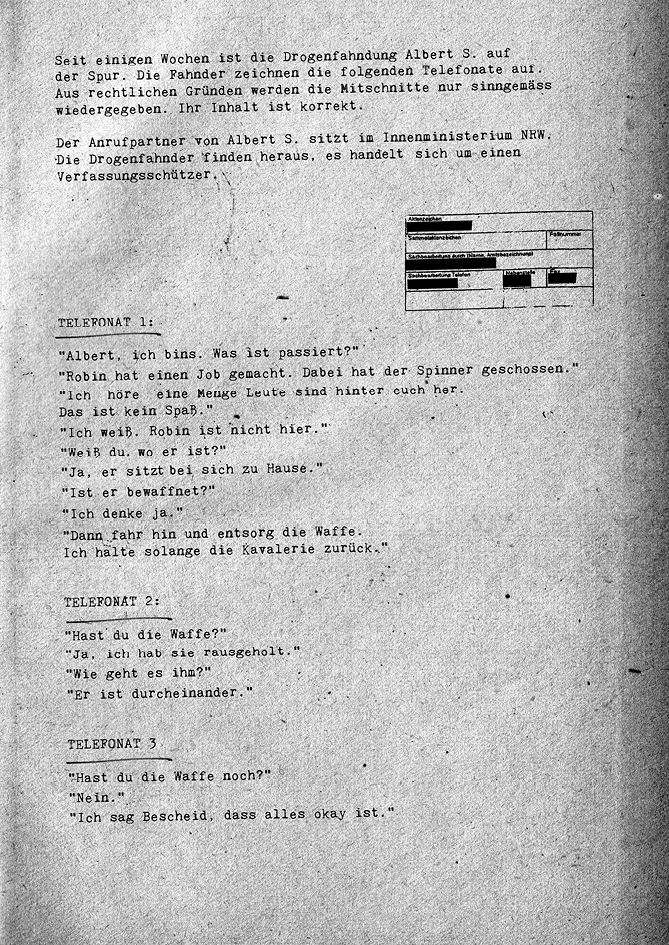 Seit einigen Wochen ist die Drogenfahndung Albert S. auf
der Spur. Die Fahnder zeichnen die folgenden Telefonate auf.
Aus rechtlichen Gründen werden die Mitschnitte nur sinngemäss
wiedergegeben. Ihr Inhalt ist korrekt.
Der Anrufpartner von Albert S. sitzt im Innenministerium NRW.
Die Drogenfahnder finden heraus, es handelt sich um einen
Verfassungsschützer.
Aktenzeichen
Sammelaktenzeichen
Fallnummer
Sachbearbeitung durch (Name, Amtsbezeichnung)
Sachbearbeitung Telefon
Fax
TELEFONAT 1:
"Albert, ich bins. Was ist passiert?"
"Robin hat einen Job gemacht. Dabei hat der Spinner geschossen."
"Ich höre eine Menge Leute sind hinter euch her.
Das ist kein Spaß."
"Ich weiß. Robin ist nicht hier."
"Weiß du, wo er ist?"
"Ja, er sitzt bei sich zu Hause."
"Ist er bewaffnet?"
"Ich denke ja."
"Dann fahr hin und entsorg die Waffe.
Ich halte solange die Kavalerie zurück."
TELEFONAT 2:
"Hast du die Waffe?"
"Ja, ich hab sie rausgeholt."
"Wie geht es ihm?"
"Er ist durcheinander."
TELEFONAT 3
"Hast du die Waffe noch?"
"Nein."
"Ich sag Bescheid, dass alles okay ist."